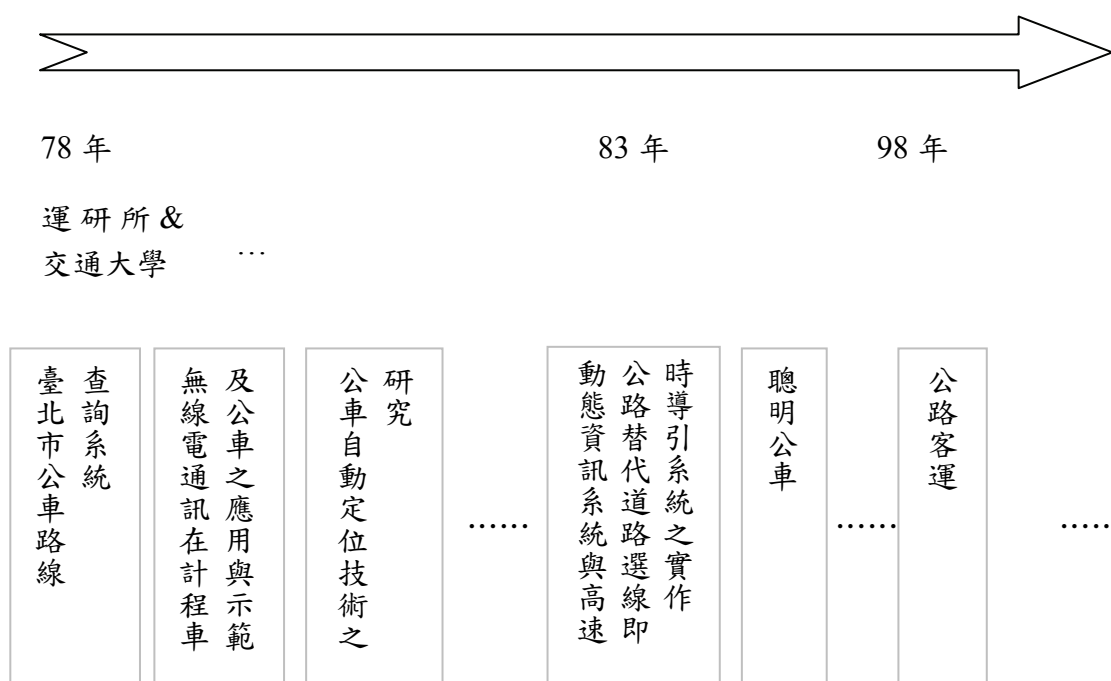 78 年
83 年
98 年
運研所&
交通大學
…
臺北市公車路線
查詢系統
無線電通訊在計程車
及公車之應用與示範
公車自動定位技術之
研究
……
動態資訊系統與高速
公路替代道路選線即
時導引系統之實作
聰明公車
……
公路客運
.....